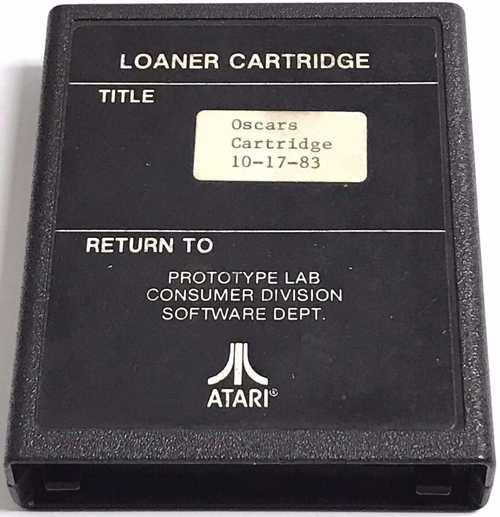 LOANER CARTRIDGE
TITLE
Oscars
Cartridge
10-17-83
RETURN TO
PROTOTYPE LAB
CONSUMER DIVISION
SOFTWARE DEPT.
ATARI®